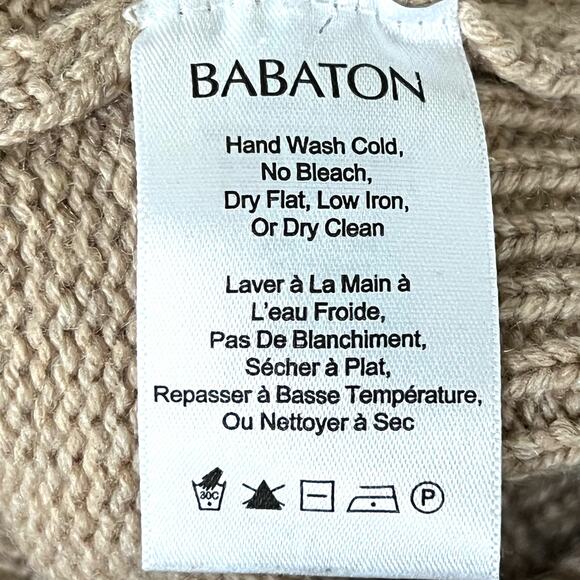 BABATON
Hand Wash Cold,
No Bleach,
Dry Flat, Low Iron,
Or Dry Clean
Laver à La Main à
L'eau Froide,
Pas De Blanchiment,
Sécher à Plat,
Repasser à Basse Température,
Ou Nettoyer à Sec
30C P